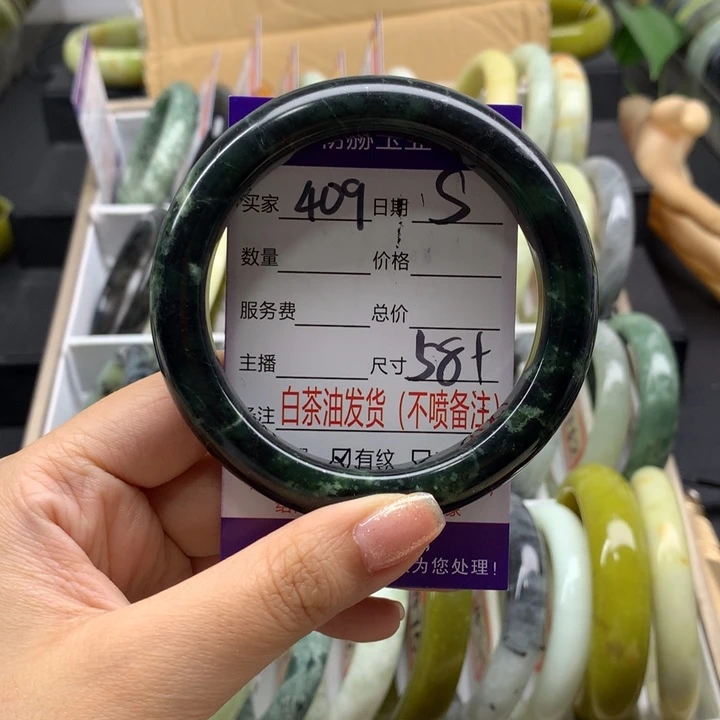 买家 409 日期 S
数量 价格
服务费 总价
主播 尺寸 58+
注 白茶油发货（不喷备注）
☑有纹 □
为您处理！